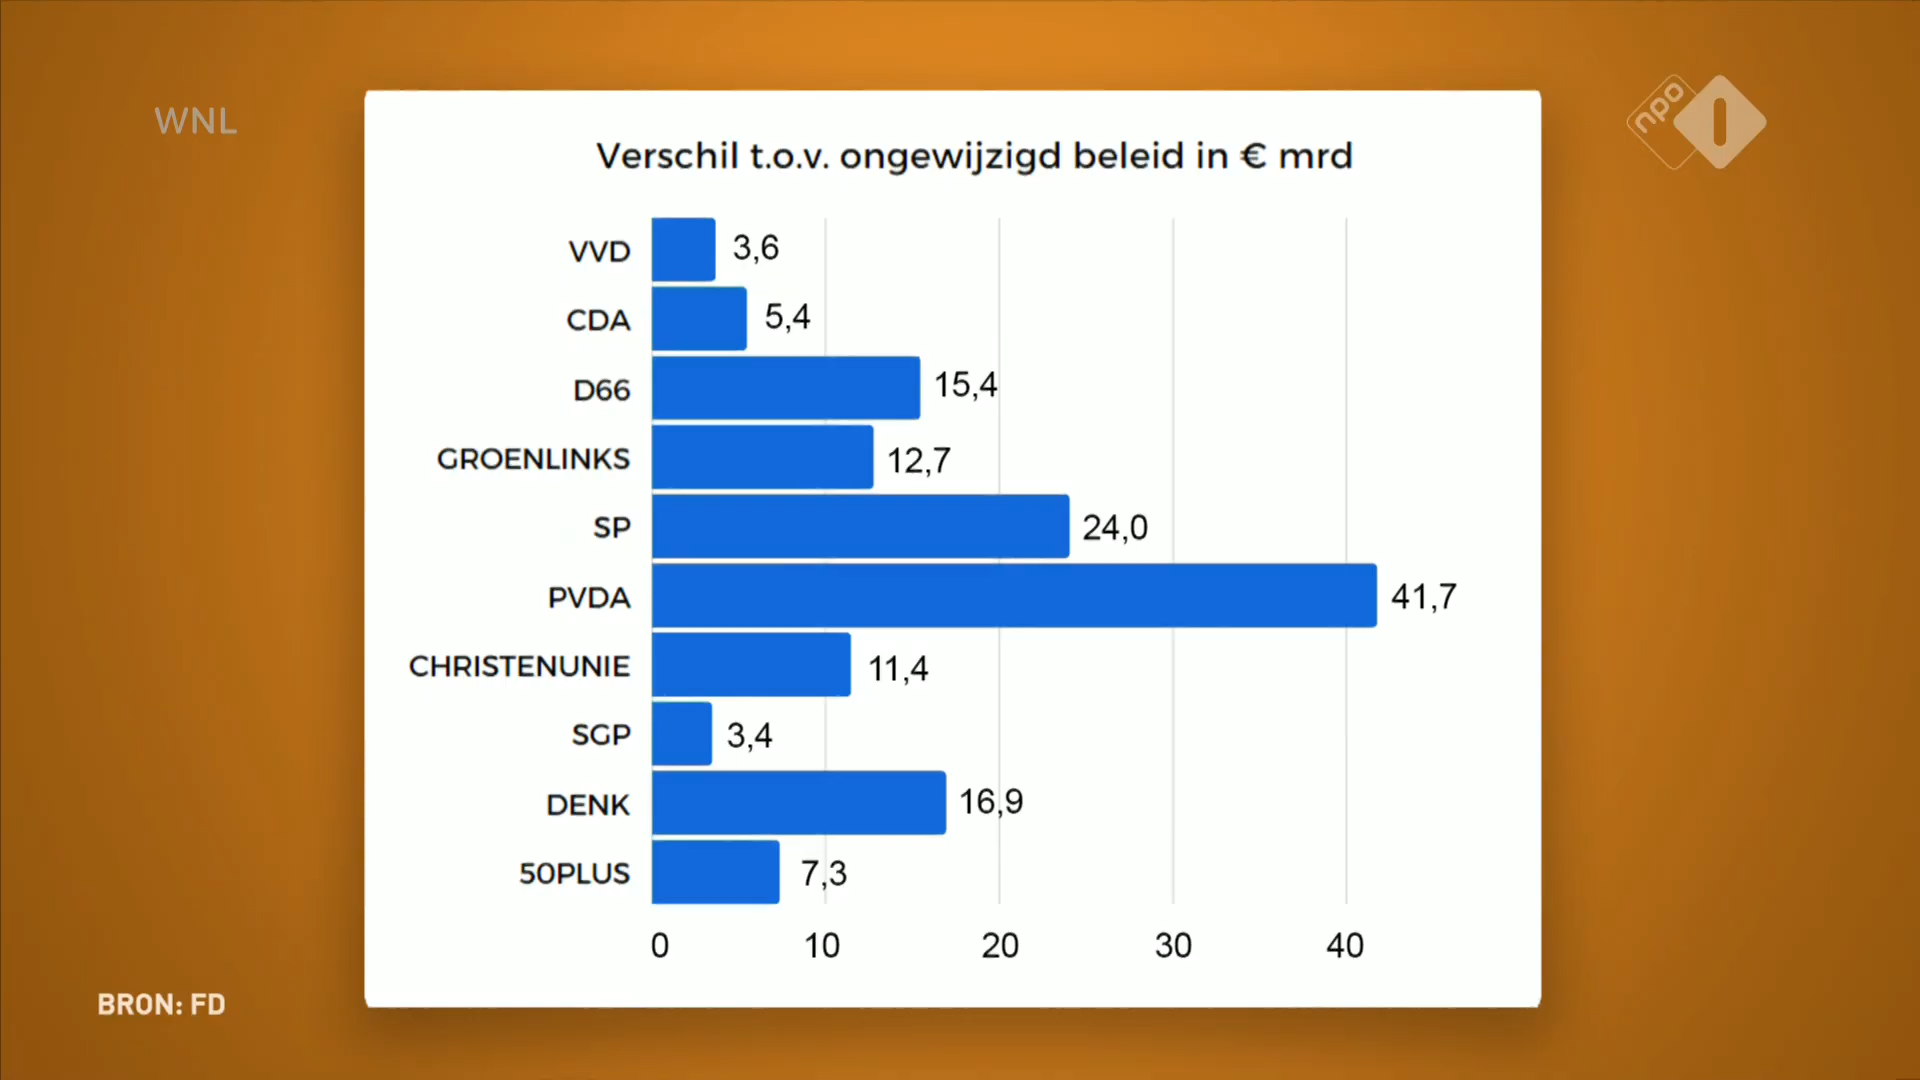 WNL
npo 1
Verschil t.o.v. ongewijzigd beleid in € mrd
VVD 3,6
CDA 5,4
D66 15,4
GROENLINKS 12,7
SP 24,0
PVDA 41,7
CHRISTENUNIE 11,4
SGP 3,4
DENK 16,9
50PLUS 7,3
0 10 20 30 40
BRON: FD